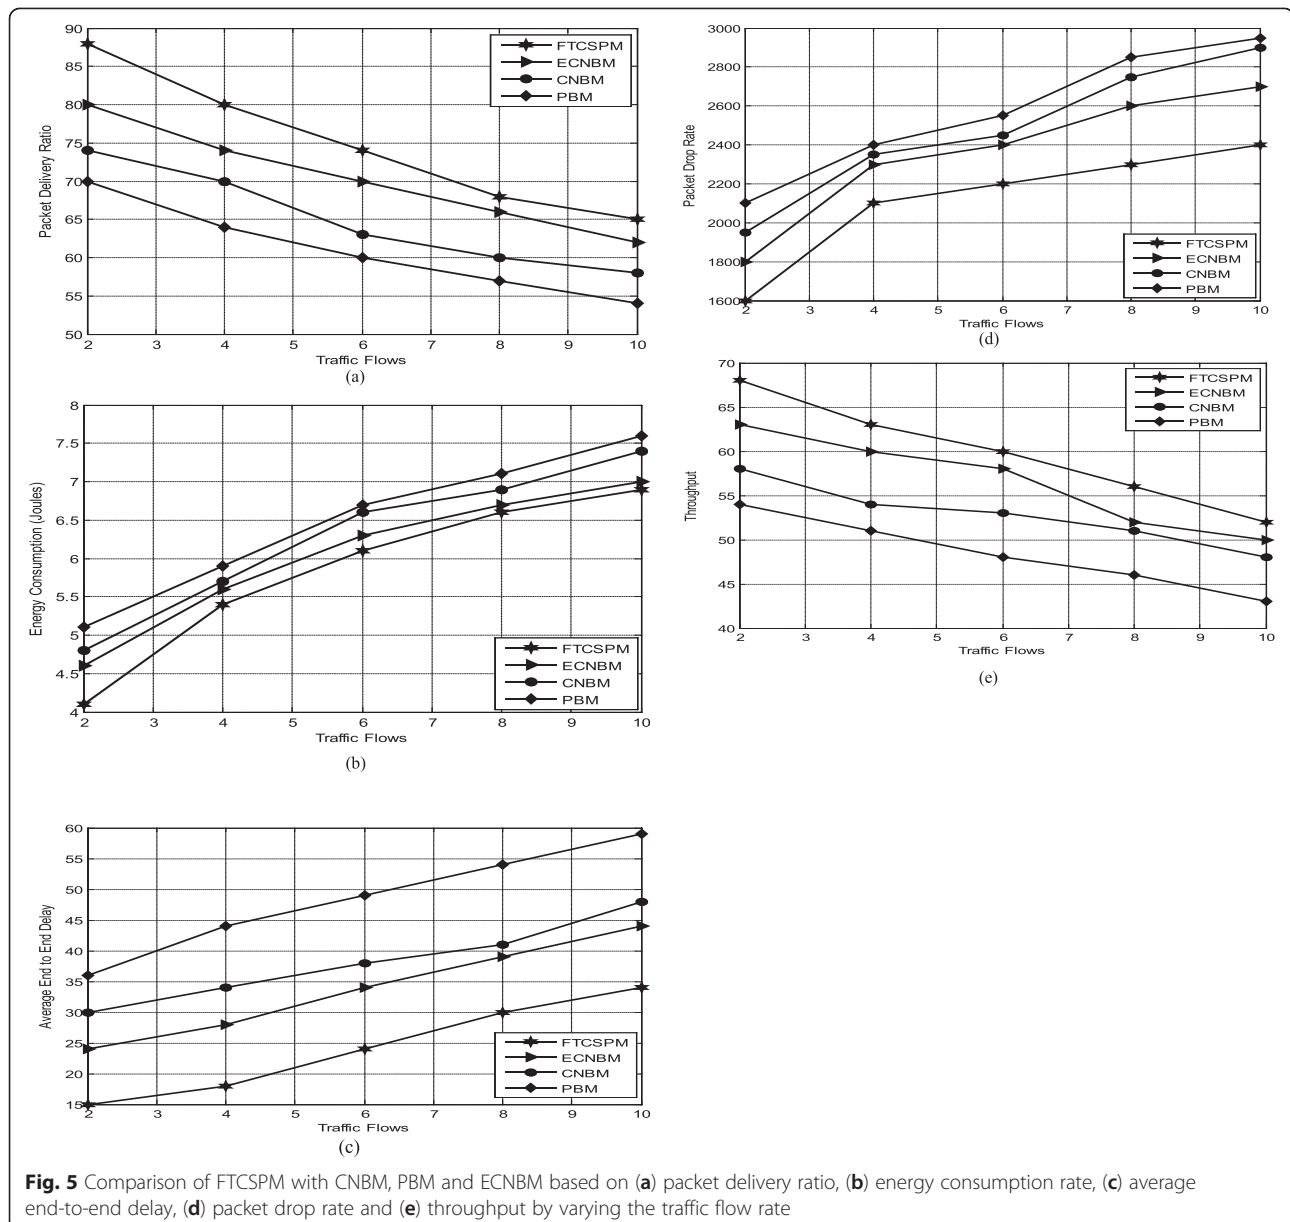 90
85
80
75
70
65
60
55
50
Packet Delivery Ratio
FTCSPM
ECNBM
CNBM
PBM
2 3 4 5 6 7 8 9 10
Traffic Flows
(a)
8
7.5
7
6.5
6
5.5
5
4.5
4
Energy Consumption (Joules)
FTCSPM
ECNBM
CNBM
PBM
2 3 4 5 6 7 8 9 10
Traffic Flows
(b)
60
55
50
45
40
35
30
25
20
15
Average End to End Delay
FTCSPM
ECNBM
CNBM
PBM
2 3 4 5 6 7 8 9 10
Traffic Flows
(c)
3000
2800
2600
2400
2200
2000
1800
1600
Packet Drop Rate
FTCSPM
ECNBM
CNBM
PBM
2 3 4 5 6 7 8 9 10
Traffic Flows
(d)
70
65
60
55
50
45
40
Throughput
FTCSPM
ECNBM
CNBM
PBM
2 3 4 5 6 7 8 9 10
Traffic Flows
(e)
Fig. 5 Comparison of FTCSPM with CNBM, PBM and ECNBM based on (a) packet delivery ratio, (b) energy consumption rate, (c) average
end-to-end delay, (d) packet drop rate and (e) throughput by varying the traffic flow rate